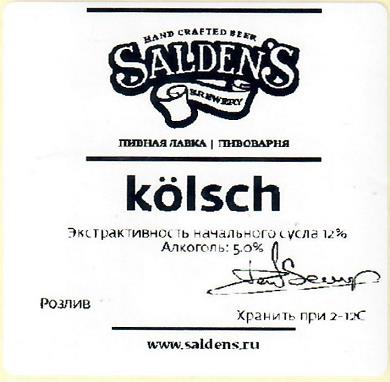 HAND CRAFTED BEER
SALDEN'S
BREWERY
ПИВНАЯ ЛАВКА | ПИВОВАРНЯ
kölsch
Экстрактивность начального сусла 12%
Алкоголь: 5.0%
Розлив
Хранить при 2-12C
www.saldens.ru